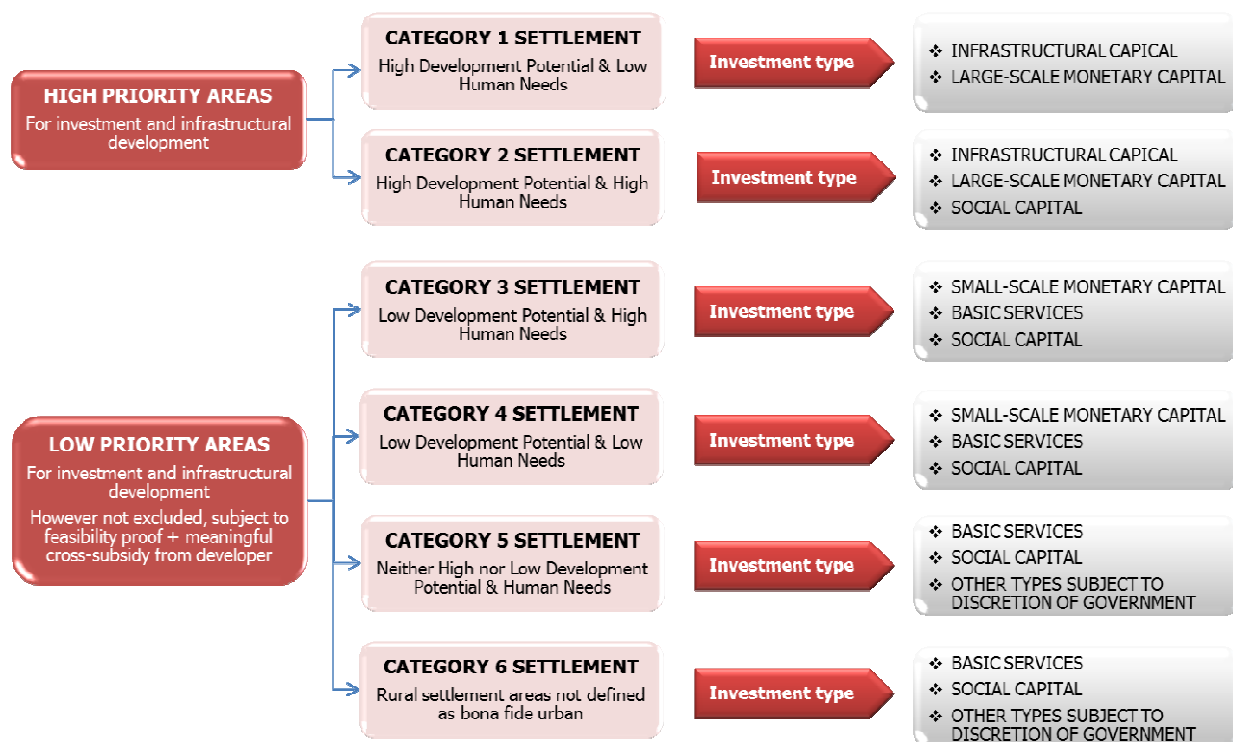 HIGH PRIORITY AREAS
For investment and infrastructural
development
CATEGORY 1 SETTLEMENT
High Development Potential & Low
Human Needs
Investment type
❖ INFRASTRUCTURAL CAPICAL
❖ LARGE-SCALE MONETARY CAPITAL
CATEGORY 2 SETTLEMENT
High Development Potential & High
Human Needs
Investment type
❖ INFRASTRUCTURAL CAPICAL
❖ LARGE-SCALE MONETARY CAPITAL
❖ SOCIAL CAPITAL
LOW PRIORITY AREAS
For investment and infrastructural
development
However not excluded, subject to
feasibility proof + meaningful
cross-subsidy from developer
CATEGORY 3 SETTLEMENT
Low Development Potential & High
Human Needs
Investment type
❖ SMALL-SCALE MONETARY CAPITAL
❖ BASIC SERVICES
❖ SOCIAL CAPITAL
CATEGORY 4 SETTLEMENT
Low Development Potential & Low
Human Needs
Investment type
❖ SMALL-SCALE MONETARY CAPITAL
❖ BASIC SERVICES
❖ SOCIAL CAPITAL
CATEGORY 5 SETTLEMENT
Neither High nor Low Development
Potential & Human Needs
Investment type
❖ BASIC SERVICES
❖ SOCIAL CAPITAL
❖ OTHER TYPES SUBJECT TO
DISCRETION OF GOVERNMENT
CATEGORY 6 SETTLEMENT
Rural settlement areas not defined
as bona fide urban
Investment type
❖ BASIC SERVICES
❖ SOCIAL CAPITAL
❖ OTHER TYPES SUBJECT TO
DISCRETION OF GOVERNMENT